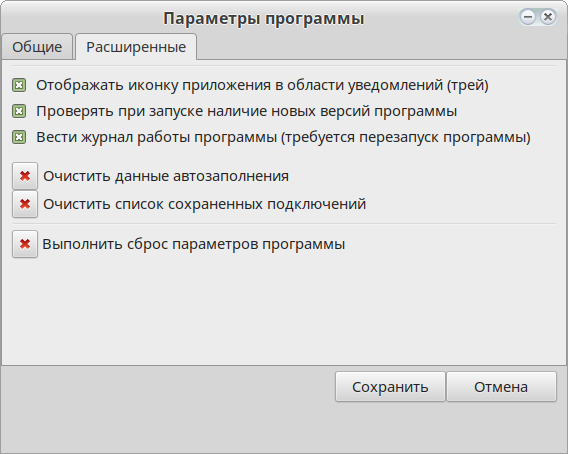 Параметры программы
Общие
Расширенные
Отображать иконку приложения в области уведомлений (трей)
Проверять при запуске наличие новых версий программы
Вести журнал работы программы (требуется перезапуск программы)
Очистить данные автозаполнения
Очистить список сохраненных подключений
Выполнить сброс параметров программы
Сохранить
Отмена